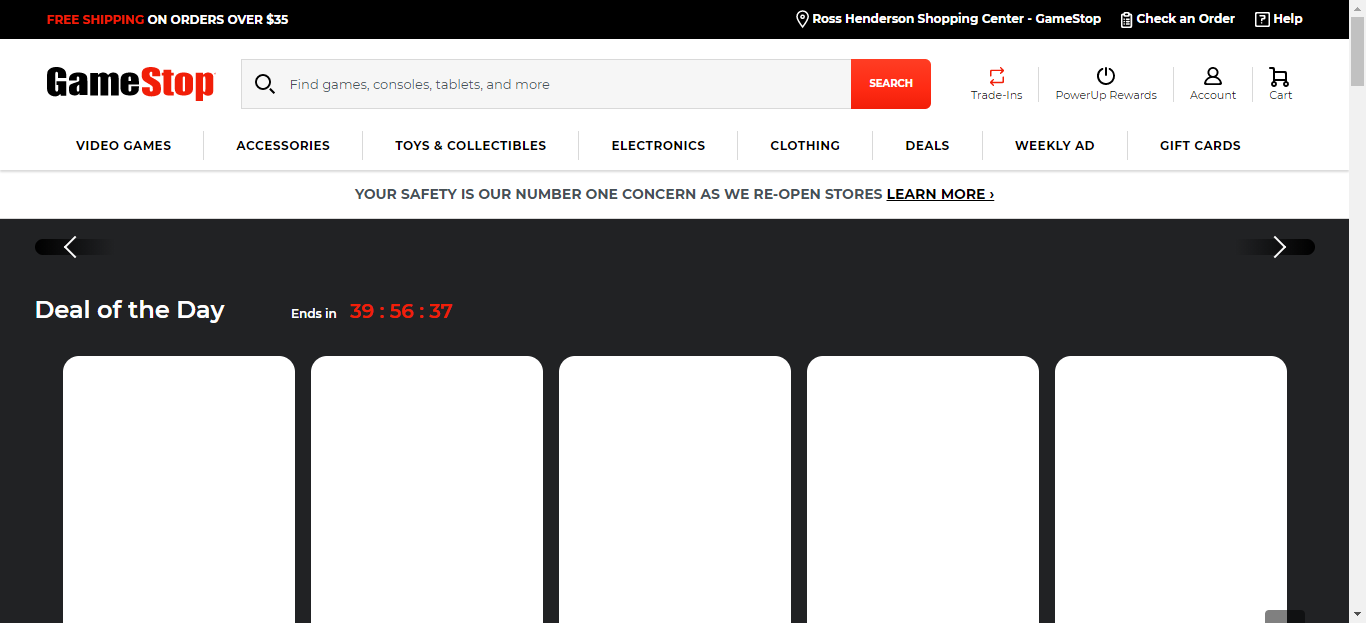 FREE SHIPPING ON ORDERS OVER $35
Ross Henderson Shopping Center - GameStop
Check an Order
Help
GameStop
Find games, consoles, tablets, and more
SEARCH
Trade-Ins
PowerUp Rewards
Account
Cart
VIDEO GAMES
ACCESSORIES
TOYS & COLLECTIBLES
ELECTRONICS
CLOTHING
DEALS
WEEKLY AD
GIFT CARDS
YOUR SAFETY IS OUR NUMBER ONE CONCERN AS WE RE-OPEN STORES LEARN MORE ›
Deal of the Day
Ends in 39 : 56 : 37